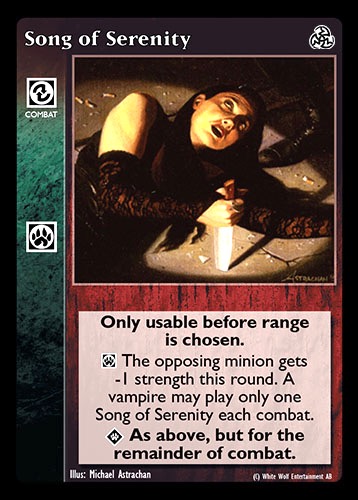 Song of Serenity
COMBAT
ASTRACHAN
Only usable before range
is chosen.
The opposing minion gets
-1 strength this round. A
vampire may play only one
Song of Serenity each combat.
As above, but for the
remainder of combat.
Illus: Michael Astrachan
(C) White Wolf Entertainment AB